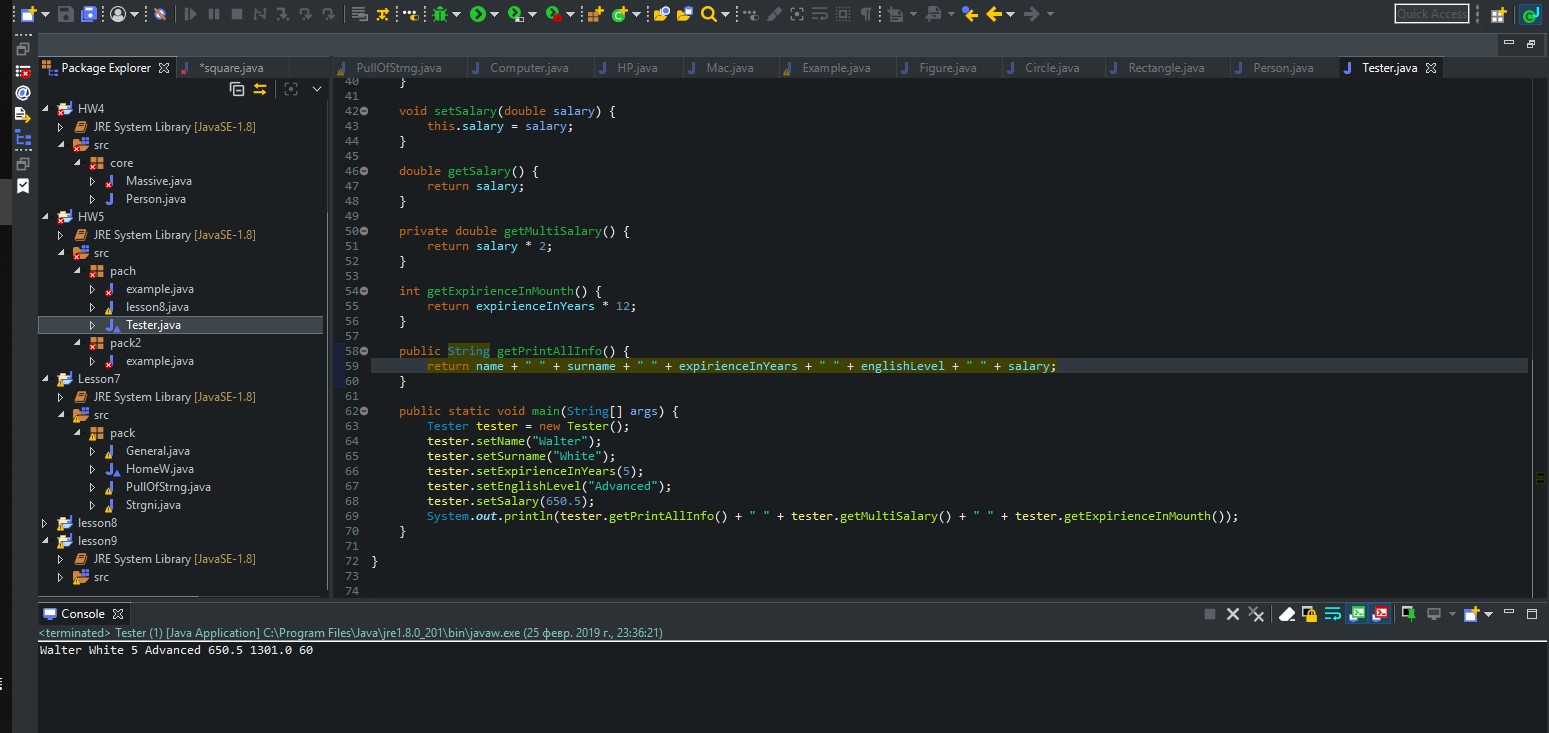 Quick Access
Package Explorer
*square.java
PullOfStrng.java
Computer.java
HP.java
Mac.java
Example.java
Figure.java
Circle.java
Rectangle.java
Person.java
Tester.java
HW4
JRE System Library [JavaSE-1.8]
src
core
Massive.java
Person.java
HW5
JRE System Library [JavaSE-1.8]
src
pach
example.java
lesson8.java
Tester.java
pack2
example.java
Lesson7
JRE System Library [JavaSE-1.8]
src
pack
General.java
HomeW.java
PullOfStrng.java
Strgni.java
lesson8
lesson9
JRE System Library [JavaSE-1.8]
src
40 }
41
42 void setSalary(double salary) {
43 this.salary = salary;
44 }
45
46 double getSalary() {
47 return salary;
48 }
49
50 private double getMultiSalary() {
51 return salary * 2;
52 }
53
54 int getExpirienceInMounth() {
55 return expirienceInYears * 12;
56 }
57
58 public String getPrintAllInfo() {
59 return name + " " + surname + " " + expirienceInYears + " " + englishLevel + " " + salary;
60 }
61
62 public static void main(String[] args) {
63 Tester tester = new Tester();
64 tester.setName("Walter");
65 tester.setSurname("White");
66 tester.setExpirienceInYears(5);
67 tester.setEnglishLevel("Advanced");
68 tester.setSalary(650.5);
69 System.out.println(tester.getPrintAllInfo() + " " + tester.getMultiSalary() + " " + tester.getExpirienceInMounth());
70 }
71
72 }
73
74
Console
<terminated> Tester (1) [Java Application] C:\Program Files\Java\jre1.8.0_201\bin\javaw.exe (25 февр. 2019 г., 23:36:21)
Walter White 5 Advanced 650.5 1301.0 60